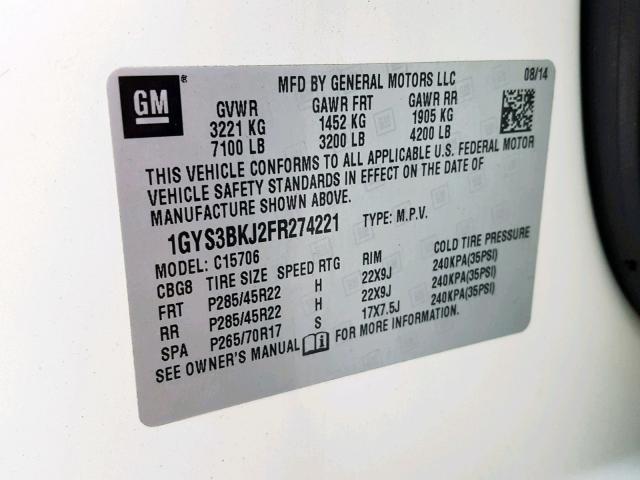 GM ®
MFD BY GENERAL MOTORS LLC 08/14
GVWR GAWR FRT GAWR RR
3221 KG 1452 KG 1905 KG
7100 LB 3200 LB 4200 LB
THIS VEHICLE CONFORMS TO ALL APPLICABLE U.S. FEDERAL MOTOR
VEHICLE SAFETY STANDARDS IN EFFECT ON THE DATE OF
MANUFACTURE SHOWN ABOVE.
1GYS3BKJ2FR274221 TYPE: M.P.V.
MODEL: C15706
CBG8 TIRE SIZE SPEED RTG RIM COLD TIRE PRESSURE
FRT P285/45R22 H 22X9J 240KPA(35PSI)
RR P285/45R22 H 22X9J 240KPA(35PSI)
SPA P265/70R17 S 17X7.5J 240KPA(35PSI)
SEE OWNER'S MANUAL FOR MORE INFORMATION.